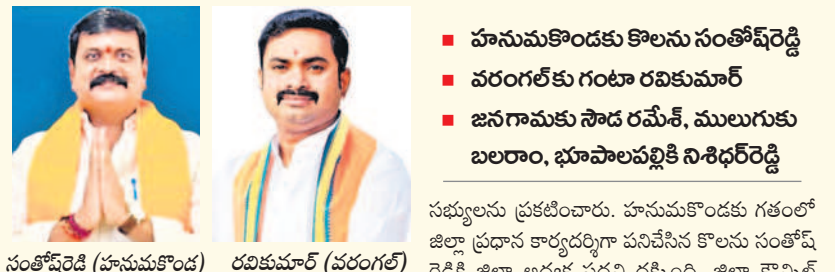 సంతోష్‌రెడ్డి (హనుమకొండ)
రవికుమార్ (వరంగల్)
హనుమకొండకు కొలను సంతోష్‌రెడ్డి
వరంగల్‌కు గంటా రవికుమార్
జనగామకు సౌడ రమేశ్, ములుగుకు
బలరాం, భూపాలపల్లికి నిశిధర్‌రెడ్డి
సభ్యులను ప్రకటించారు. హనుమకొండకు గతంలో
జిల్లా ప్రధాన కార్యదర్శిగా పనిచేసిన కొలను సంతోష్